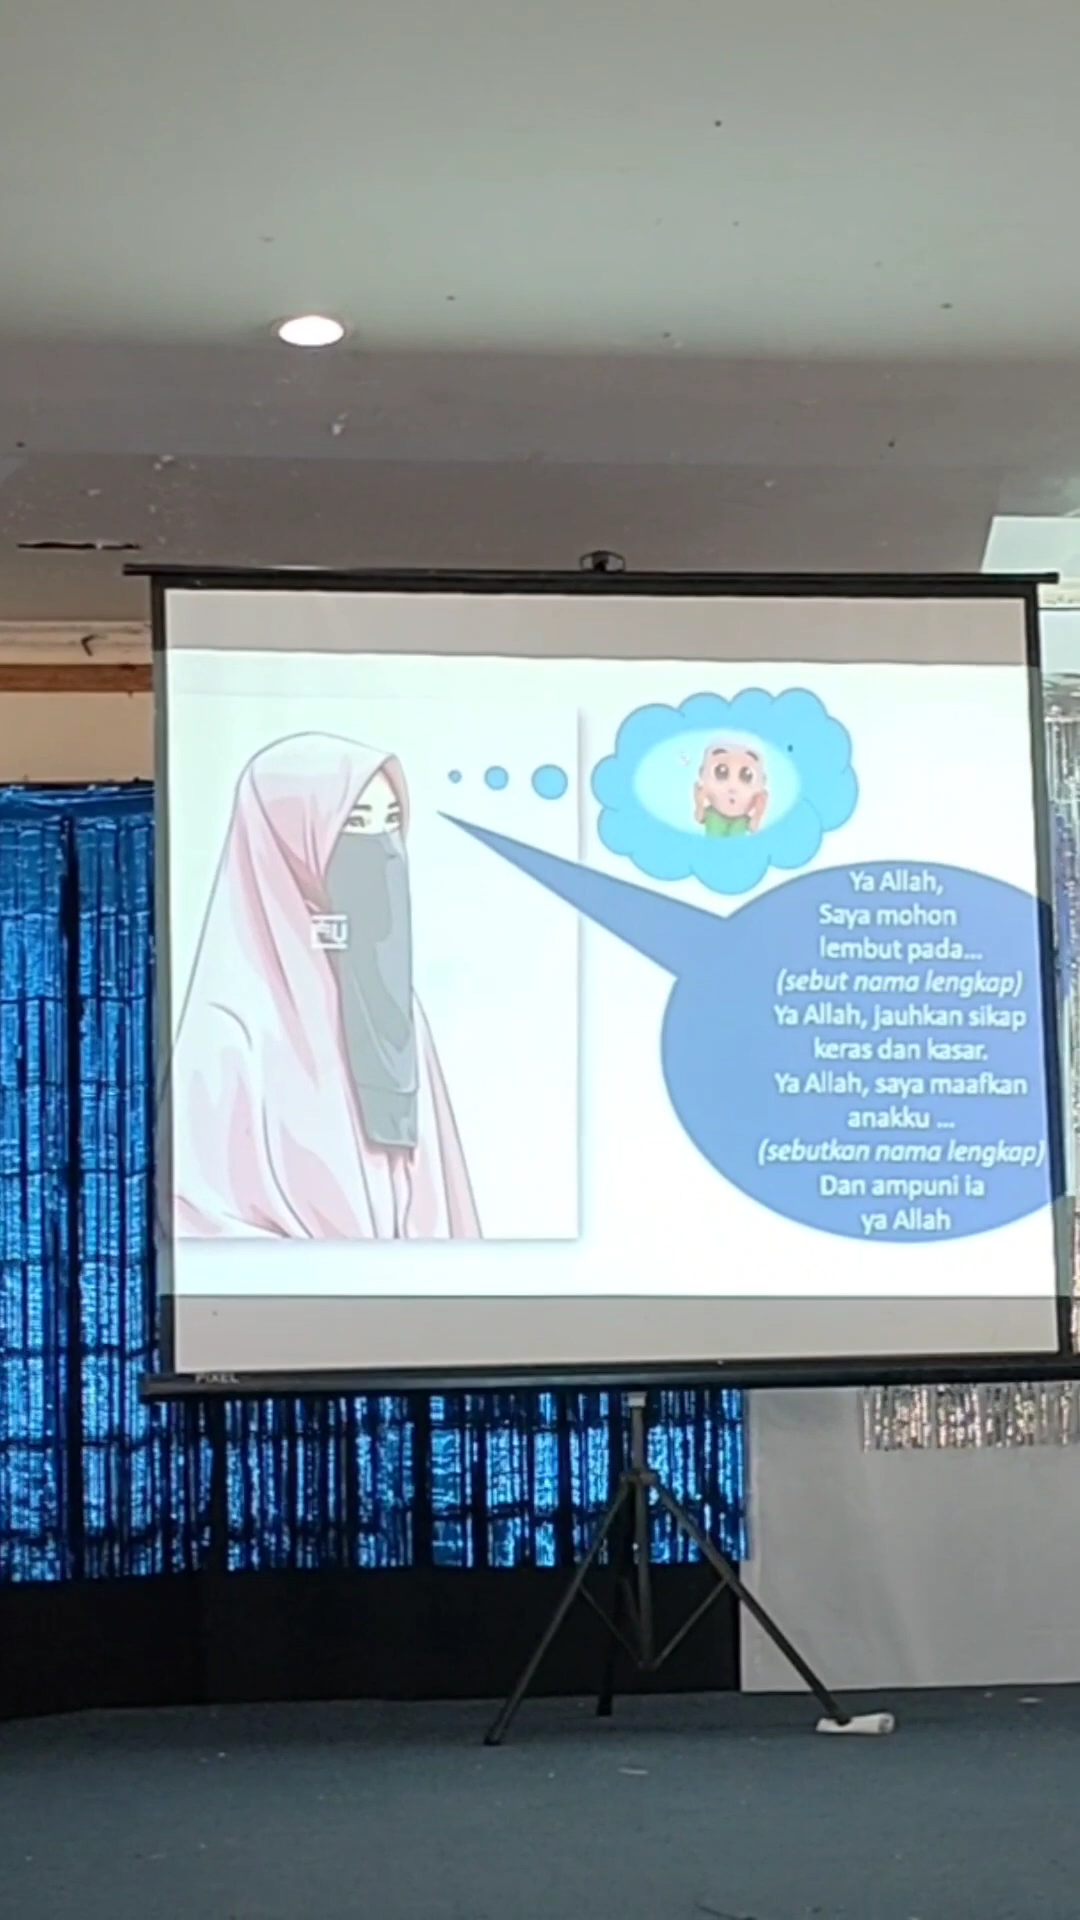 Ya Allah,
Saya mohon
lembut pada...
(sebut nama lengkap)
Ya Allah, jauhkan sikap
keras dan kasar.
Ya Allah, saya maafkan
anakku ...
(sebutkan nama lengkap)
Dan ampuni ia
ya Allah
PIXEL